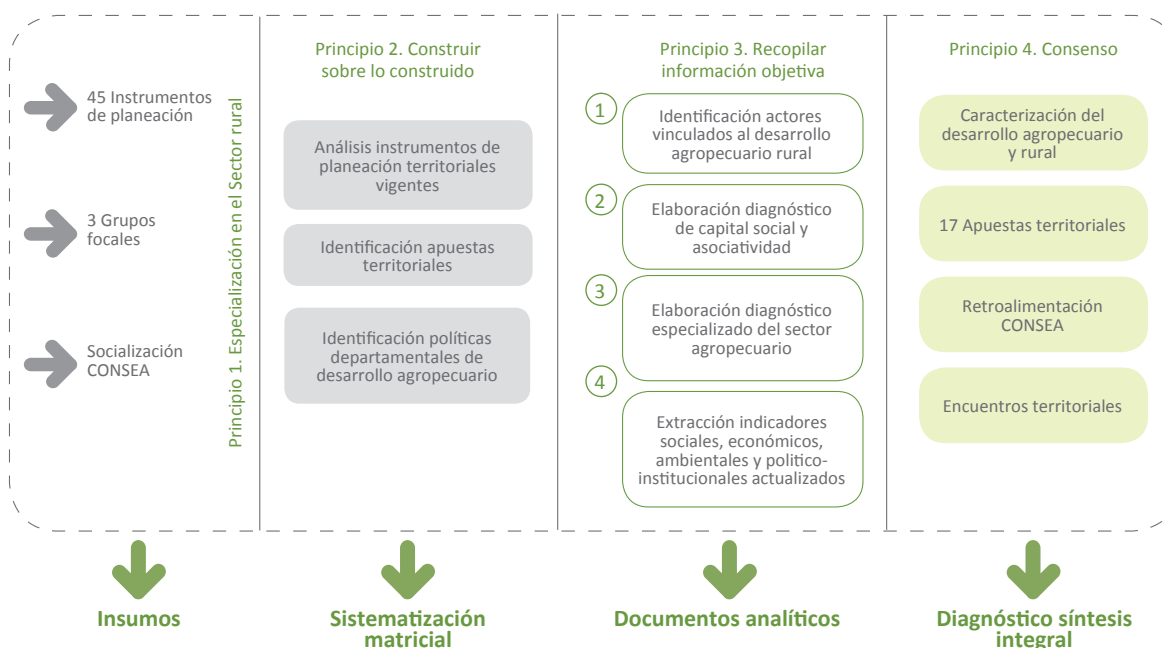 45 Instrumentos
de planeación
3 Grupos
focales
Socialización
CONSEA
Principio 1. Especialización en el Sector rural
Principio 2. Construir
sobre lo construido
Análisis instrumentos de
planeación territoriales
vigentes
Identificación apuestas
territoriales
Identificación políticas
departamentales de
desarrollo agropecuario
Principio 3. Recopilar
información objetiva
1
Identificación actores
vinculados al desarrollo
agropecuario rural
2
Elaboración diagnóstico
de capital social y
asociatividad
3
Elaboración diagnóstico
especializado del sector
agropecuario
4
Extracción indicadores
sociales, económicos,
ambientales y politico-
institucionales actualizados
Principio 4. Consenso
Caracterización del
desarrollo agropecuario
y rural
17 Apuestas territoriales
Retroalimentación
CONSEA
Encuentros territoriales
Insumos
Sistematización
matricial
Documentos analíticos
Diagnóstico síntesis
integral